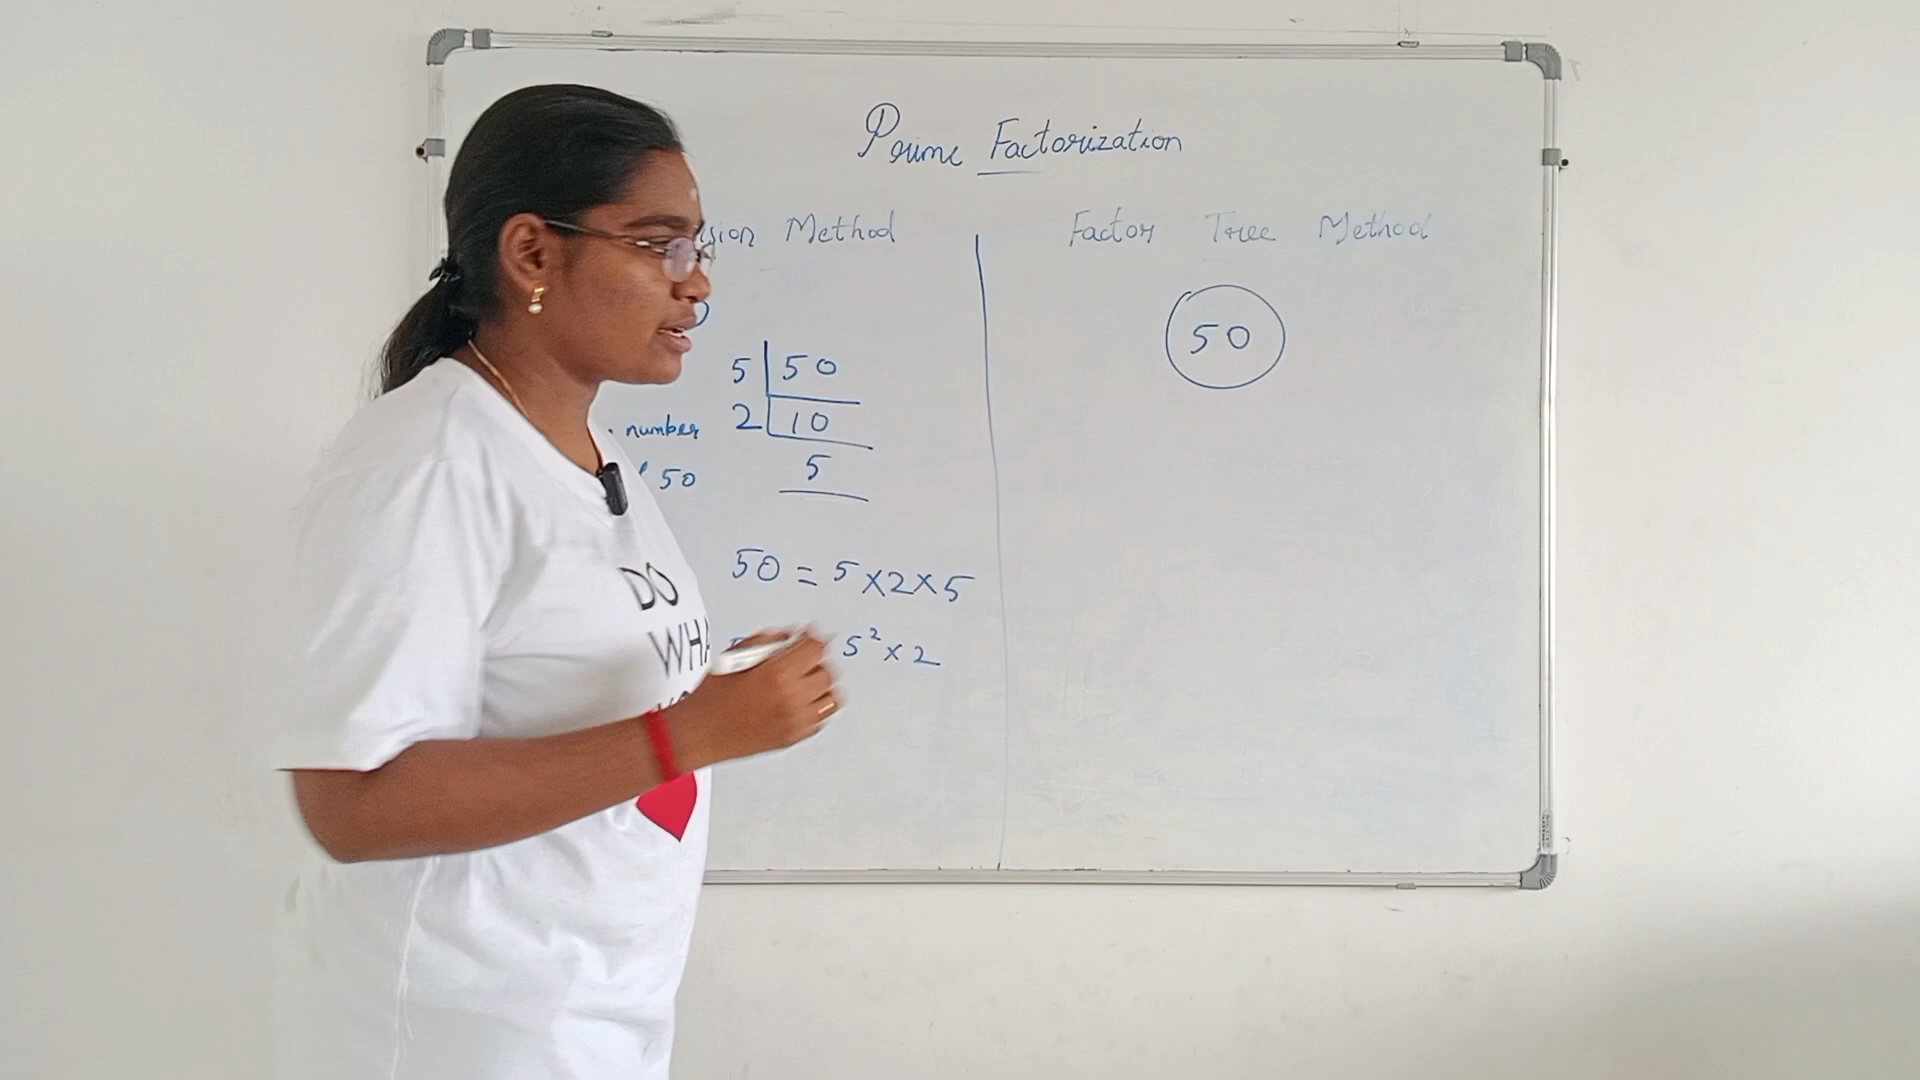 Prime Factorization
Method
Factor Tree Method
50
5 50
2 10
5
number
50
50 = 5 x 2 x 5
5² x 2
DO